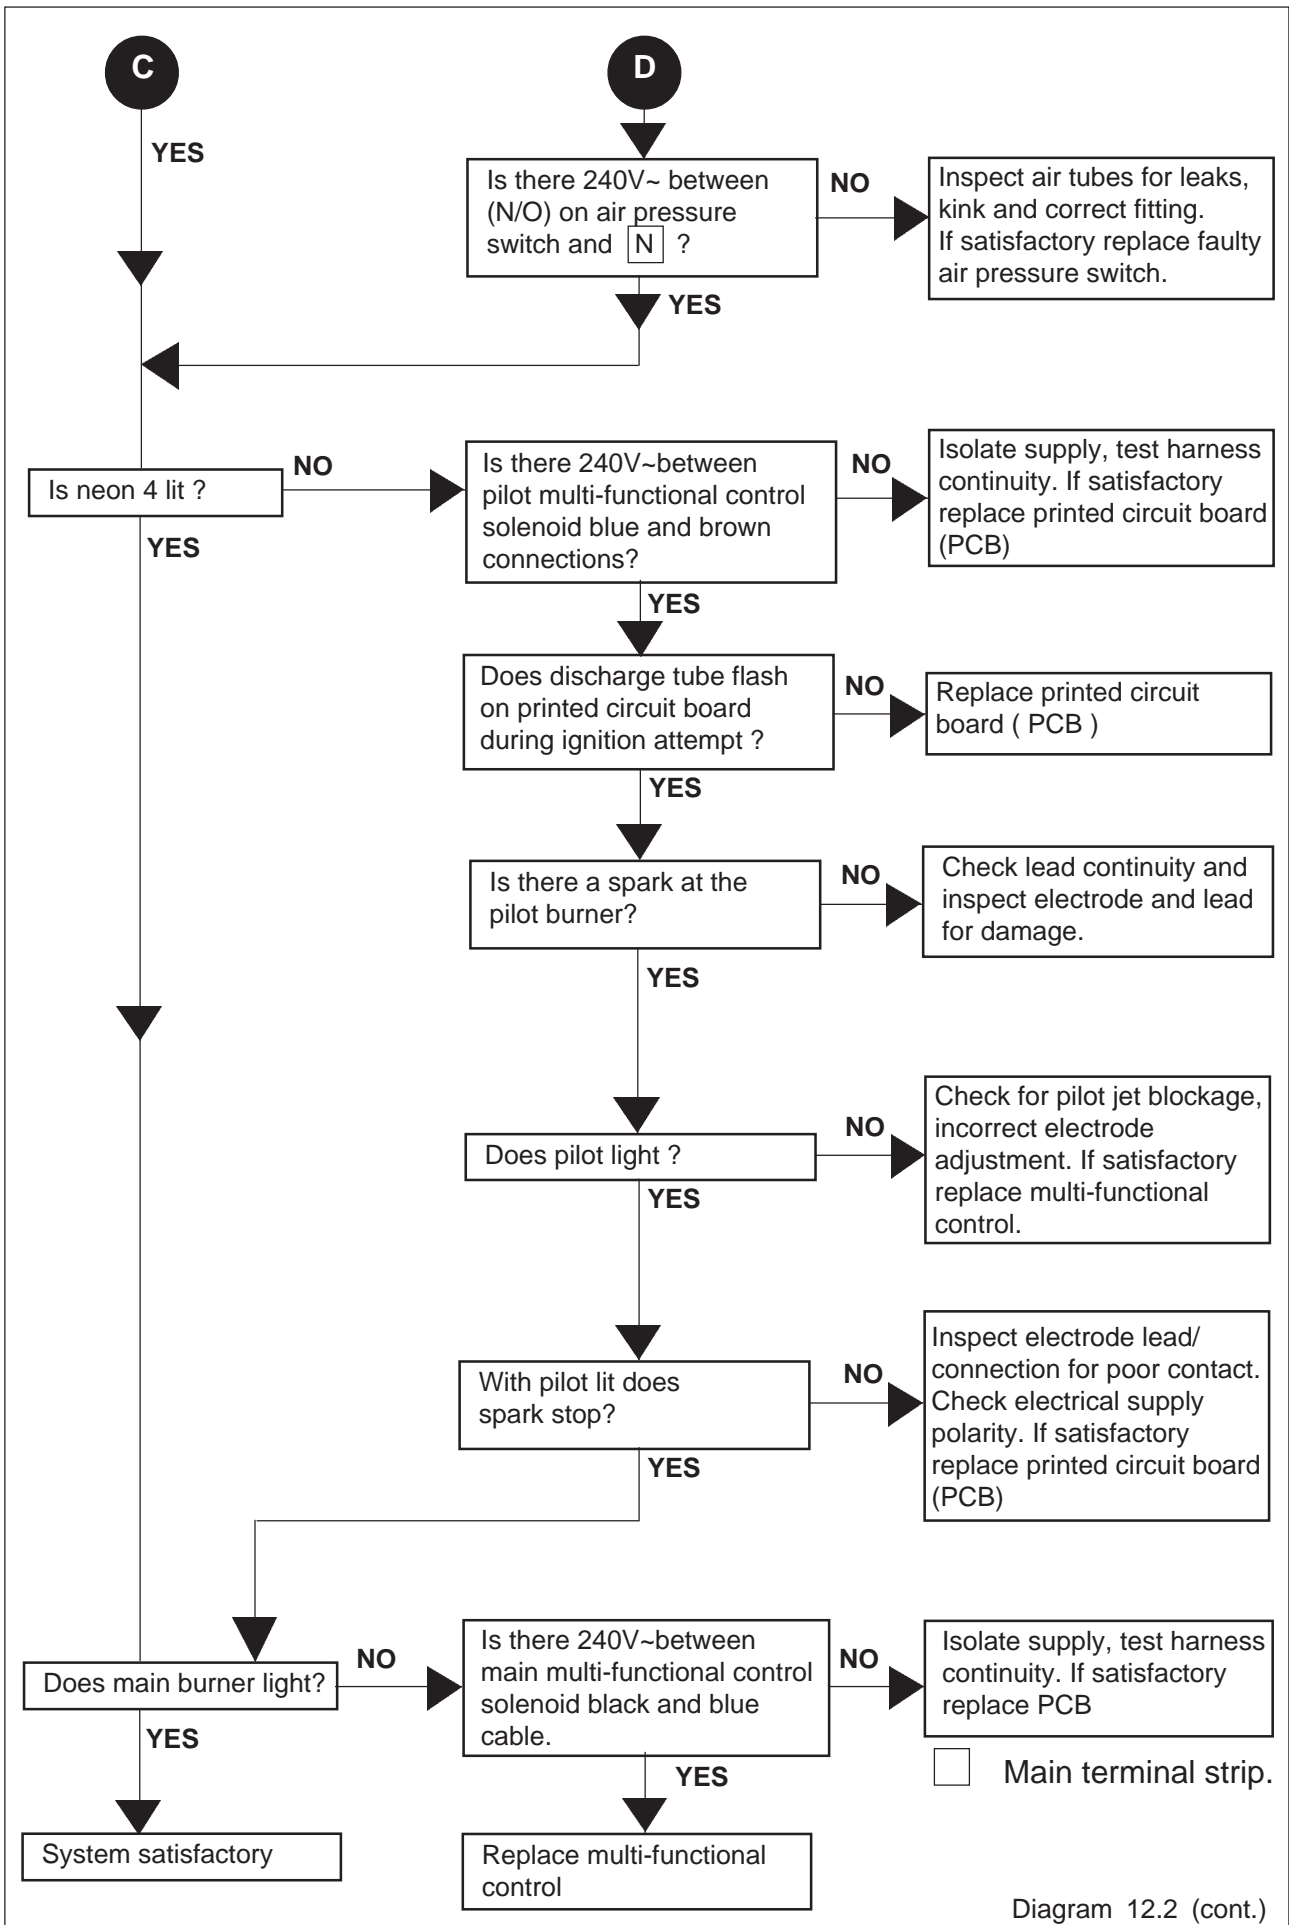 C
D
YES
Is there 240V~ between
(N/O) on air pressure
switch and N ?
NO
Inspect air tubes for leaks,
kink and correct fitting.
If satisfactory replace faulty
air pressure switch.
YES
Is neon 4 lit ?
NO
Is there 240V~between
pilot multi-functional control
solenoid blue and brown
connections?
NO
Isolate supply, test harness
continuity. If satisfactory
replace printed circuit board
(PCB)
YES
YES
Does discharge tube flash
on printed circuit board
during ignition attempt ?
NO
Replace printed circuit
board ( PCB )
YES
Is there a spark at the
pilot burner?
NO
Check lead continuity and
inspect electrode and lead
for damage.
YES
Does pilot light ?
NO
Check for pilot jet blockage,
incorrect electrode
adjustment. If satisfactory
replace multi-functional
control.
YES
With pilot lit does
spark stop?
NO
Inspect electrode lead/
connection for poor contact.
Check electrical supply
polarity. If satisfactory
replace printed circuit board
(PCB)
YES
Does main burner light?
NO
Is there 240V~between
main multi-functional control
solenoid black and blue
cable.
NO
Isolate supply, test harness
continuity. If satisfactory
replace PCB
YES
YES
Main terminal strip.
System satisfactory
Replace multi-functional
control
Diagram 12.2 (cont.)